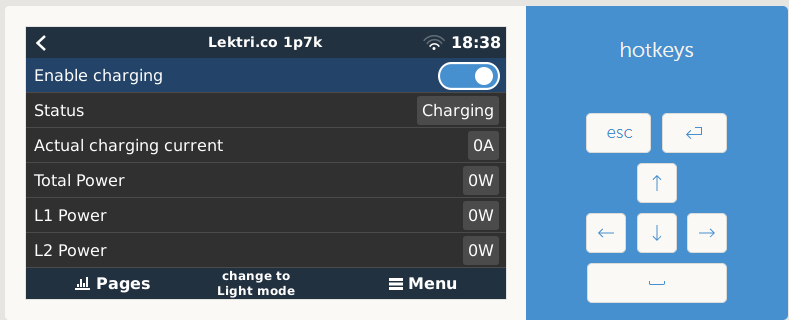 Lektri.co 1p7k 18:38
Enable charging
Status Charging
Actual charging current 0A
Total Power 0W
L1 Power 0W
L2 Power 0W
Pages change to Light mode Menu
hotkeys
esc